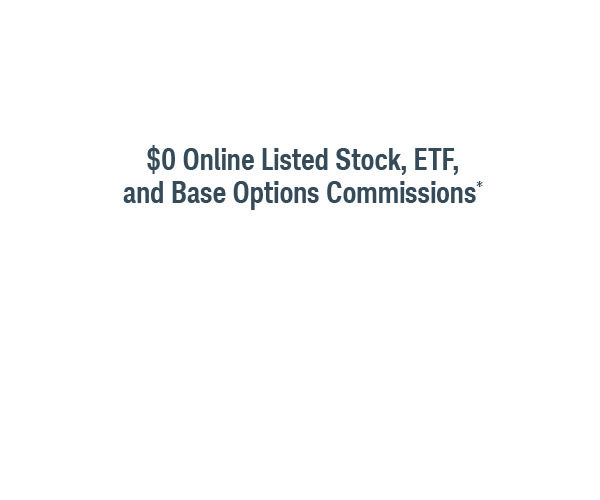 $0 Online Listed Stock, ETF,
and Base Options Commissions*